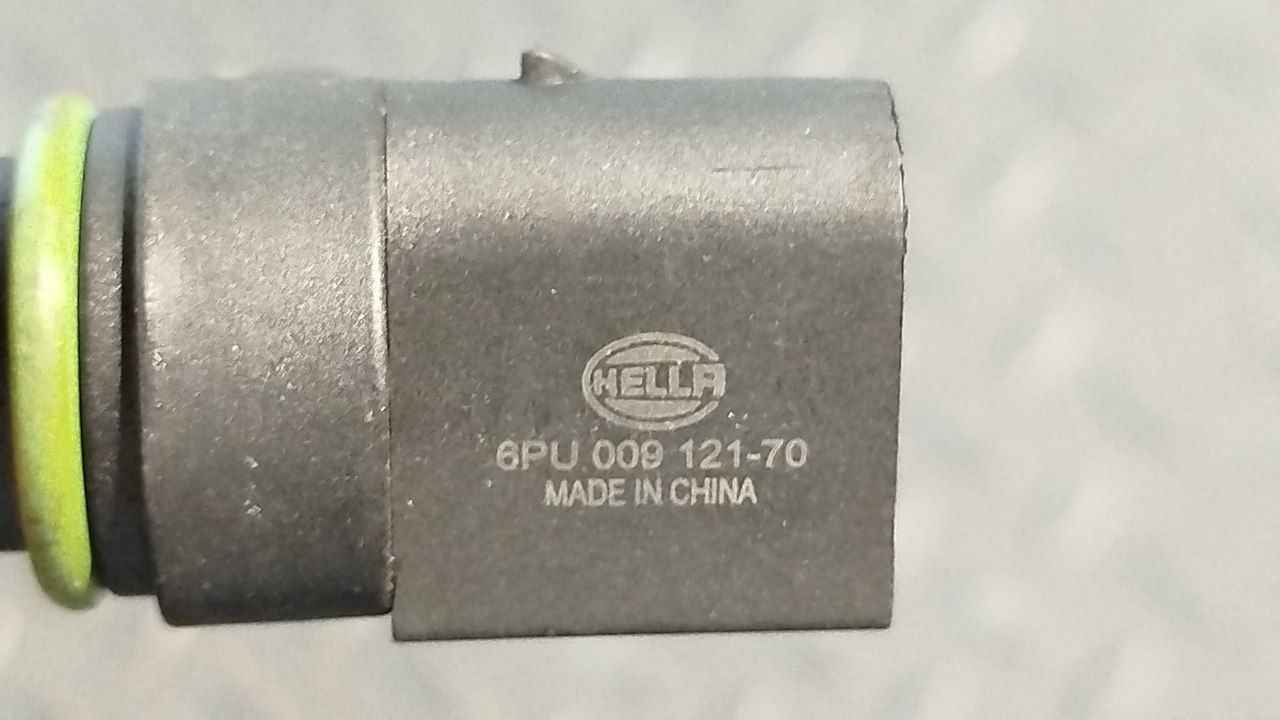 HELLA
6PU 009 121-70
MADE IN CHINA